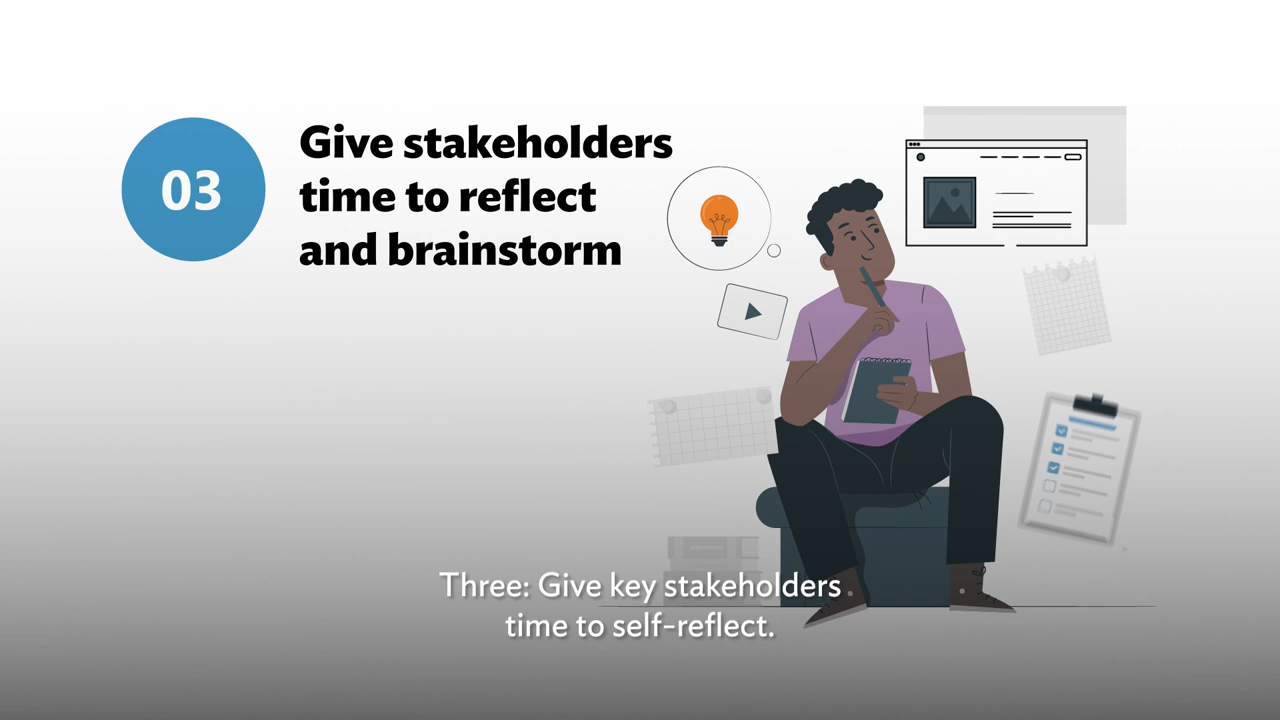 03
Give stakeholders
time to reflect
and brainstorm
Three: Give key stakeholders
time to self-reflect.